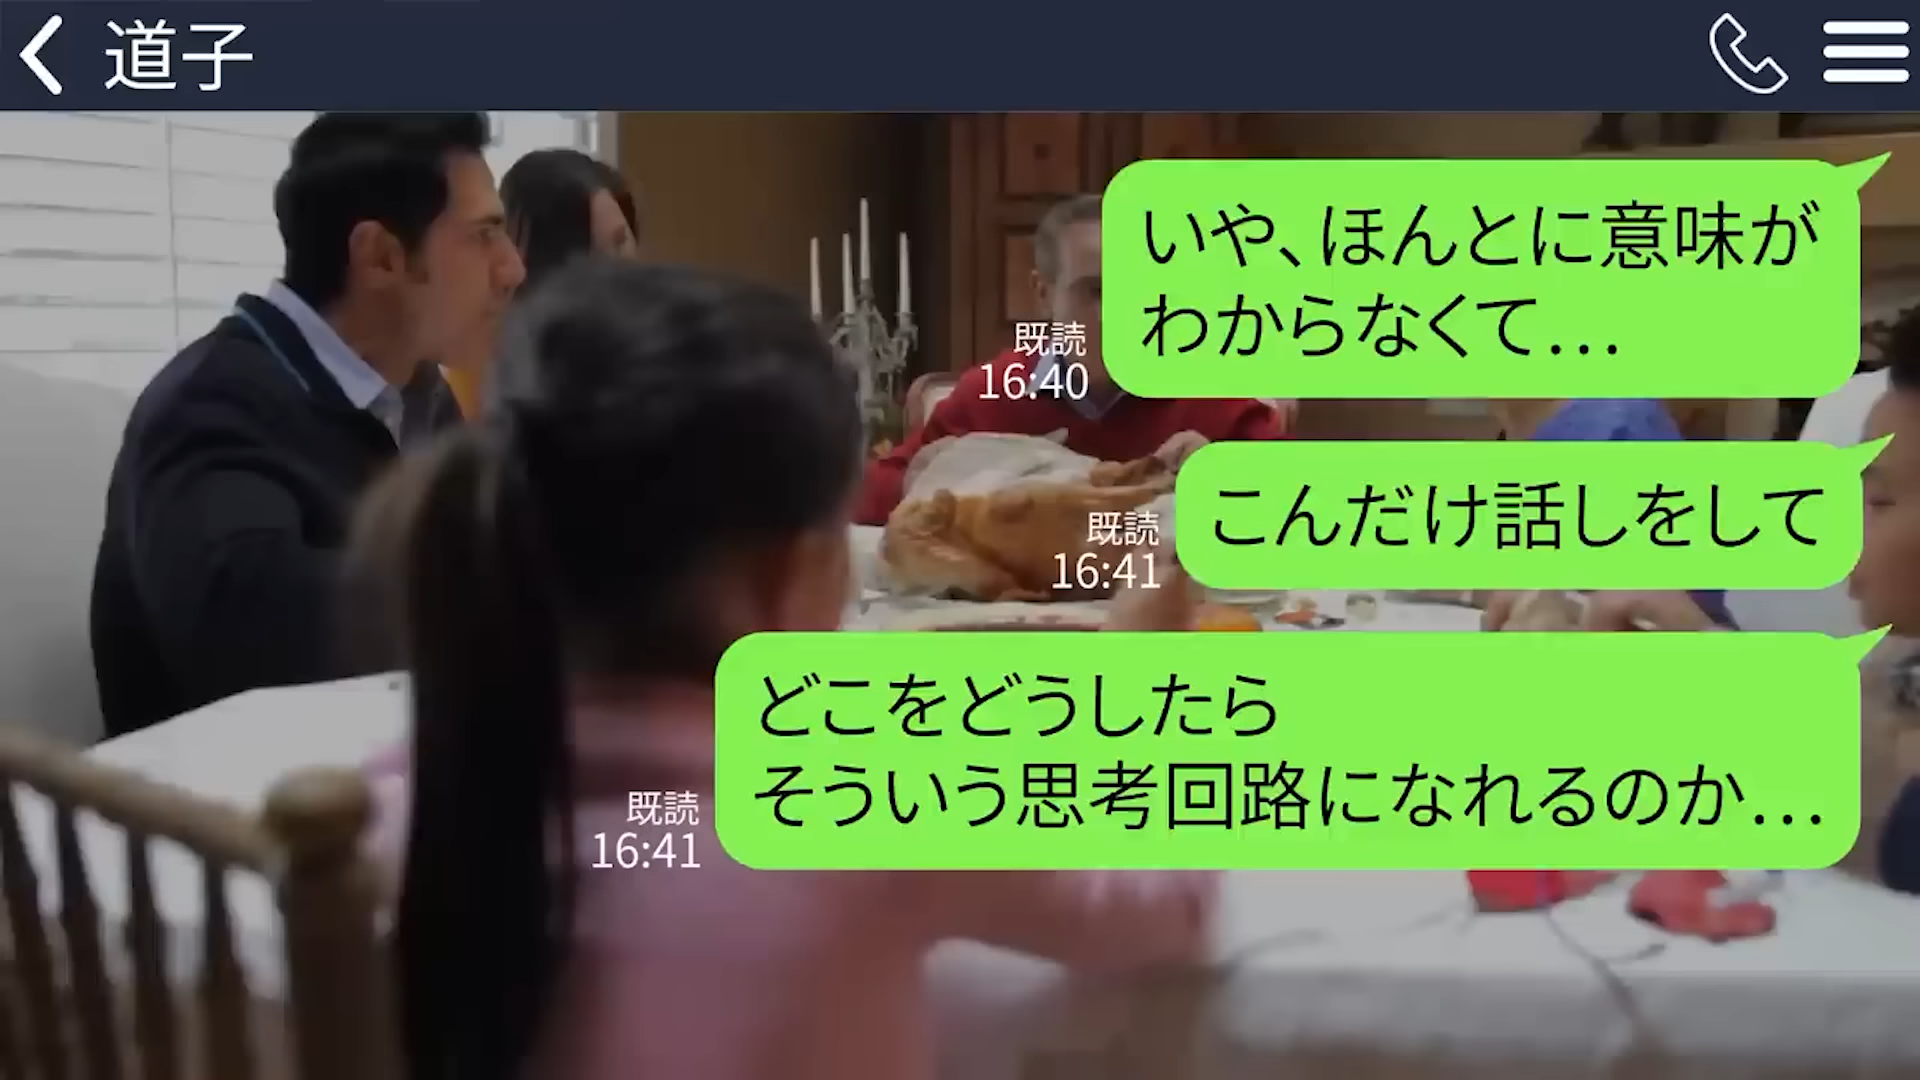 道子
いや、ほんとに意味が
わからなくて…
既読
16:40
こんだけ話しをして
既読
16:41
どこをどうしたら
そういう思考回路になれるのか…
既読
16:41